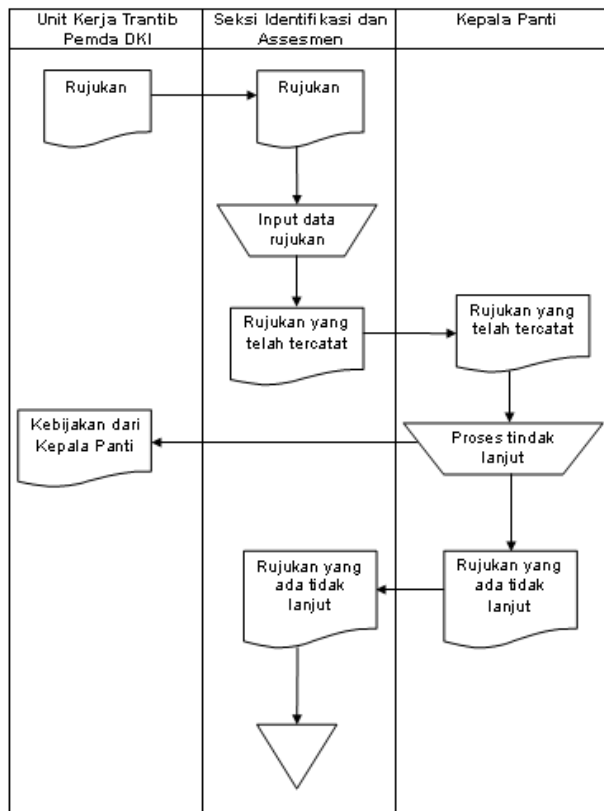 Unit Kerja Trantib
Pemda DKI
Seksi Identifikasi dan
Assesmen
Kepala Panti
Rujukan
Rujukan
Input data
rujukan
Rujukan yang
telah tercatat
Rujukan yang
telah tercatat
Kebijakan dari
Kepala Panti
Proses tindak
lanjut
Rujukan yang
ada tidak
lanjut
Rujukan yang
ada tidak
lanjut